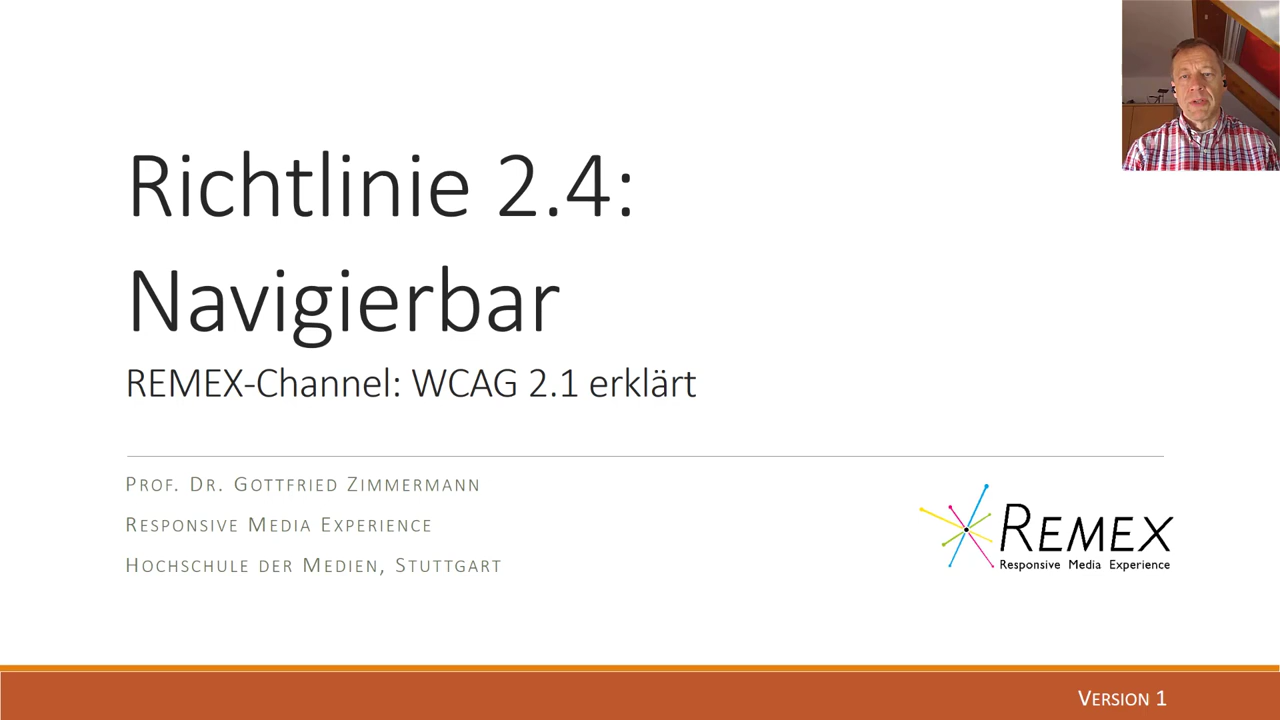 Richtlinie 2.4:
Navigierbar
REMEX-Channel: WCAG 2.1 erklärt
Prof. Dr. Gottfried Zimmermann
Responsive Media Experience
Hochschule der Medien, Stuttgart
REMEX
Responsive Media Experience
Version 1